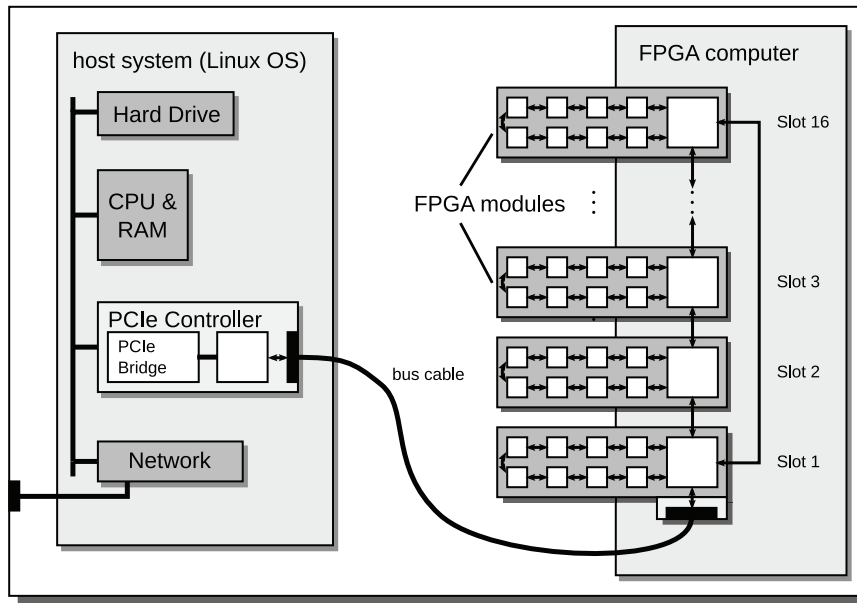 host system (Linux OS)
Hard Drive
CPU &
RAM
PCIe Controller
PCIe
Bridge
Network
bus cable
FPGA computer
FPGA modules
Slot 16
Slot 3
Slot 2
Slot 1